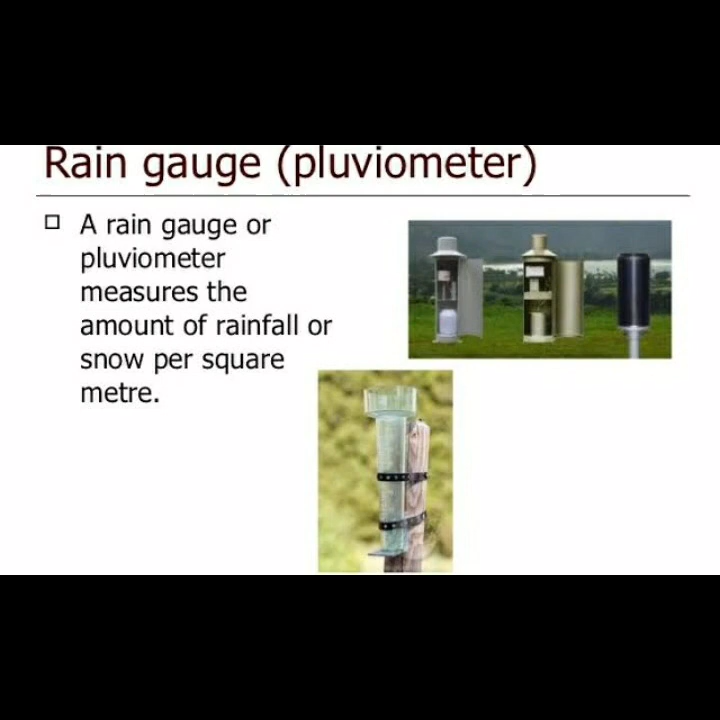 Rain gauge (pluviometer)
A rain gauge or
pluviometer
measures the
amount of rainfall or
snow per square
metre.